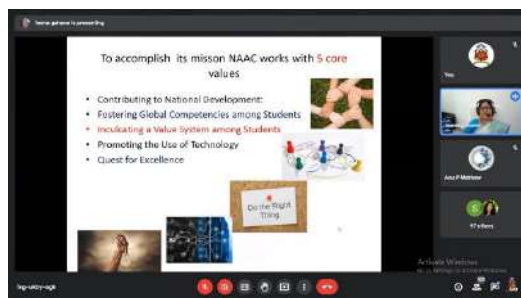 is presenting
To accomplish its misson NAAC works with 5 core
values
Contributing to National Development:
Fostering Global Competencies among Students
Inculcating a Value System among Students
Promoting the Use of Technology
Quest for Excellence
Do the Right
Thing.
You
Activate Windows